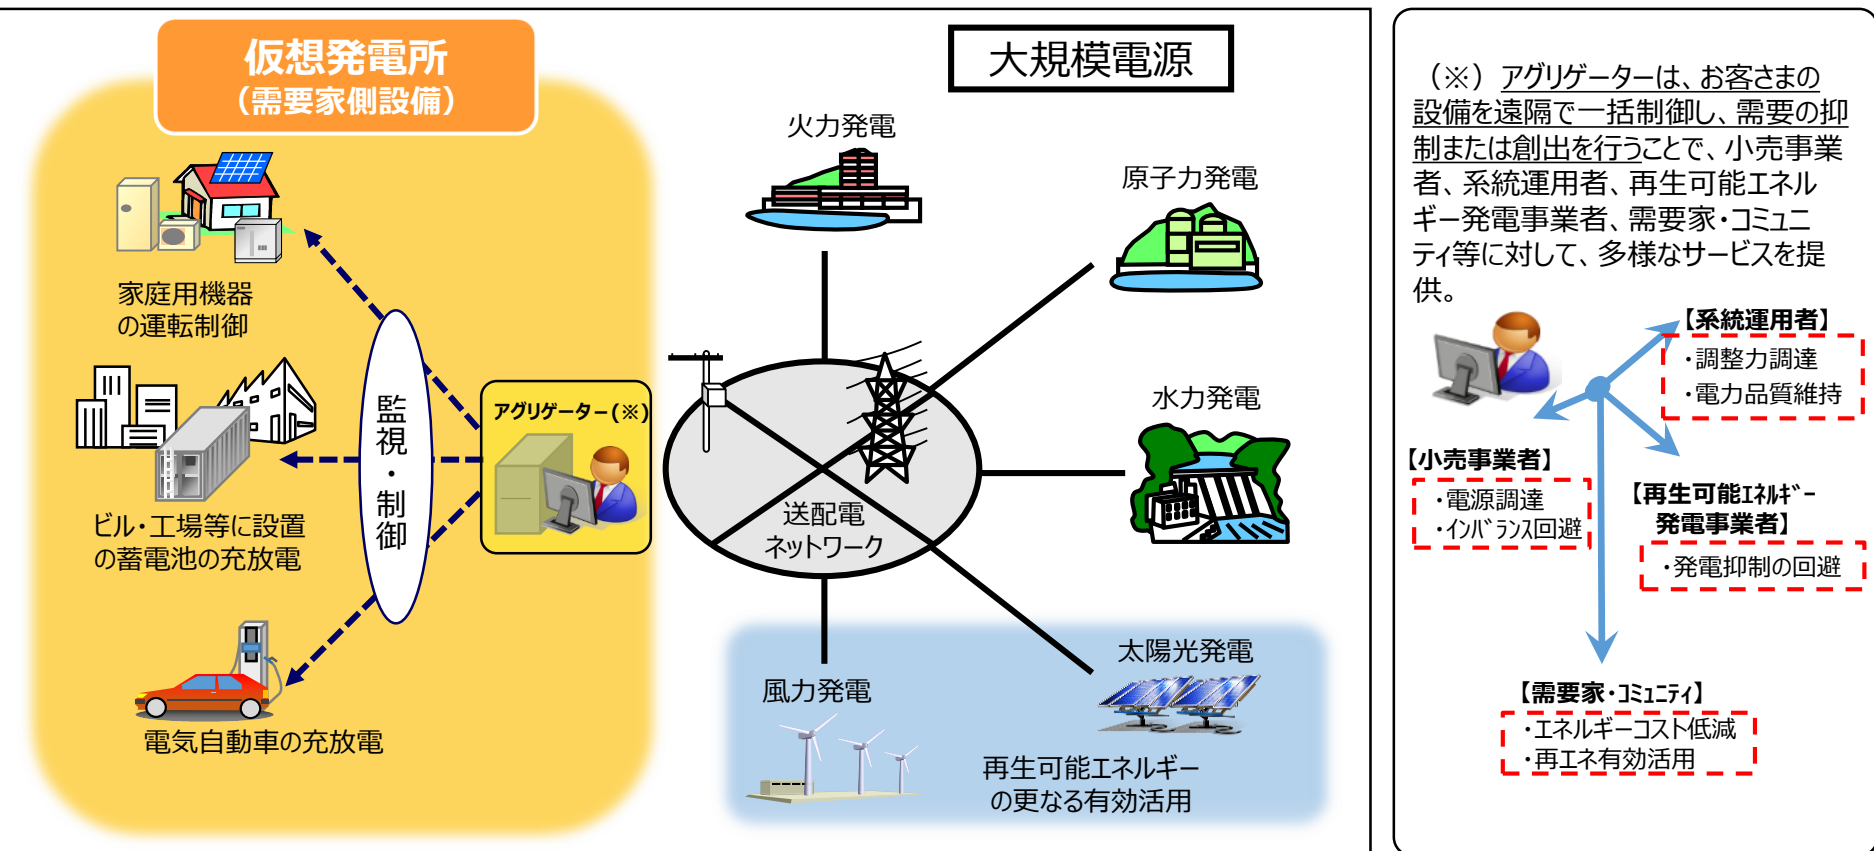 仮想発電所
（需要家側設備）
家庭用機器
の運転制御
ビル・工場等に設置
の蓄電池の充放電
電気自動車の充放電
監視・制御
アグリゲーター(※)
大規模電源
火力発電
原子力発電
水力発電
送配電
ネットワーク
風力発電
太陽光発電
再生可能エネルギー
の更なる有効活用
（※）アグリゲーターは、お客さまの
設備を遠隔で一括制御し、需要の抑
制または創出を行うことで、小売事業
者、系統運用者、再生可能エネル
ギー発電事業者、需要家・コミュニ
ティ等に対して、多様なサービスを提
供。
【系統運用者】
・調整力調達
・電力品質維持
【小売事業者】
・電源調達
・インバランス回避
【再生可能エネルギー
発電事業者】
・発電抑制の回避
【需要家・コミュニティ】
・エネルギーコスト低減
・再エネ有効活用